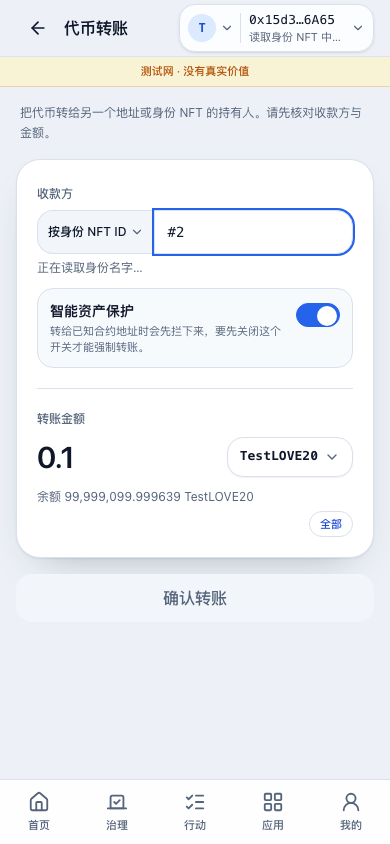 代币转账
T
0x15d3…6A65
读取身份 NFT 中…
测试网 · 没有真实价值
把代币转给另一个地址或身份 NFT 的持有人。请先核对收款方与
金额。
收款方
按身份 NFT ID
#2
正在读取身份名字…
智能资产保护
转给已知合约地址时会先拦下来，要先关闭这个
开关才能强制转账。
转账金额
0.1
TestLOVE20
余额 99,999,099.999639 TestLOVE20
全部
确认转账
首页
治理
行动
应用
我的